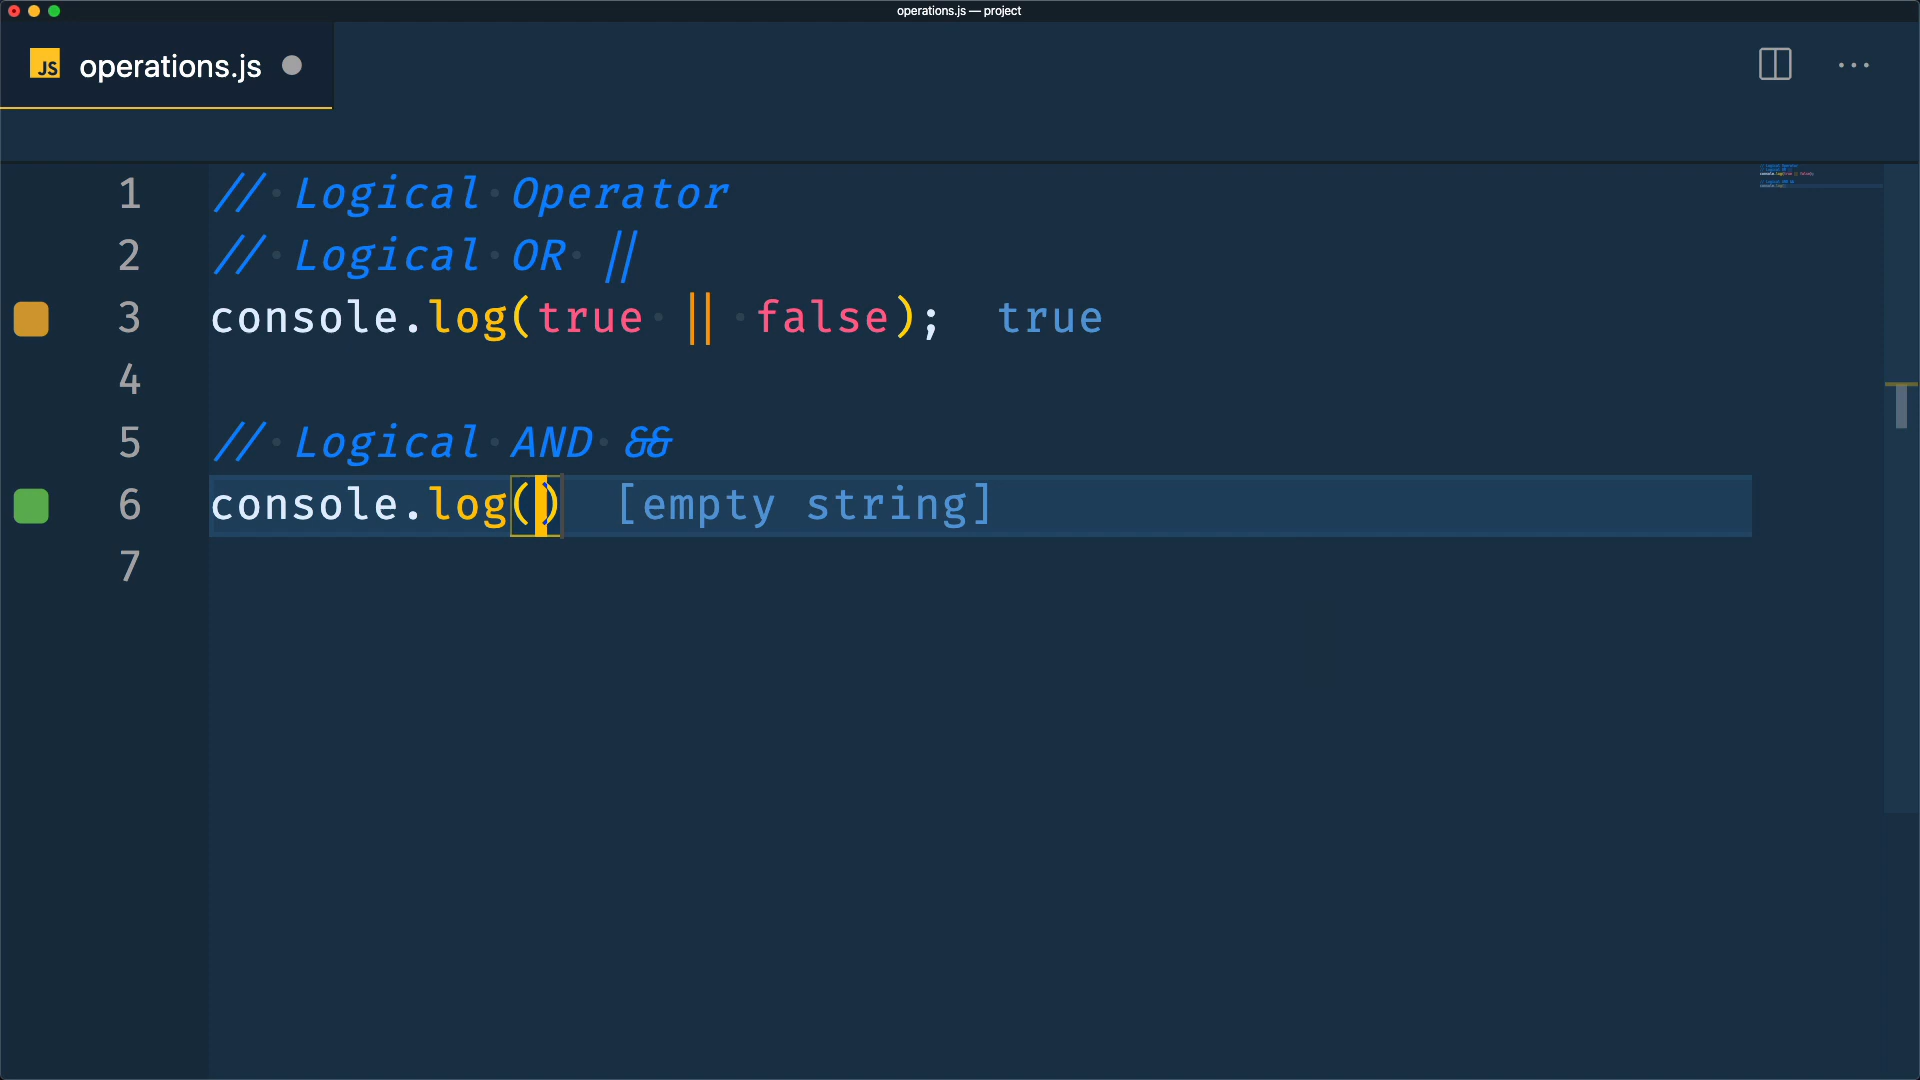 operations.js — project
JS operations.js
1 // Logical Operator
2 // Logical OR ||
3 console.log(true || false); true
4
5 // Logical AND &&
6 console.log() [empty string]
7